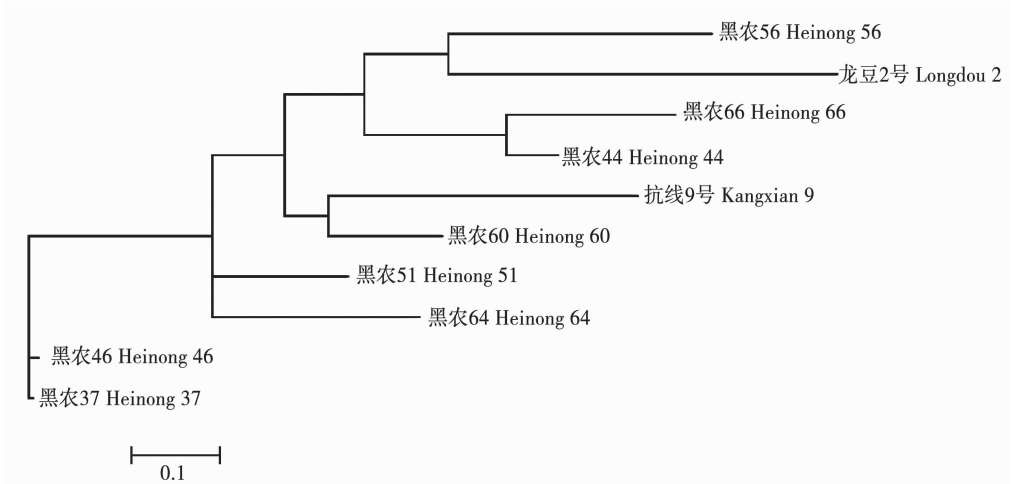 黑农56 Heinong 56
龙豆2号 Longdou 2
黑农66 Heinong 66
黑农44 Heinong 44
抗线9号 Kangxian 9
黑农60 Heinong 60
黑农51 Heinong 51
黑农64 Heinong 64
黑农46 Heinong 46
黑农37 Heinong 37
0.1